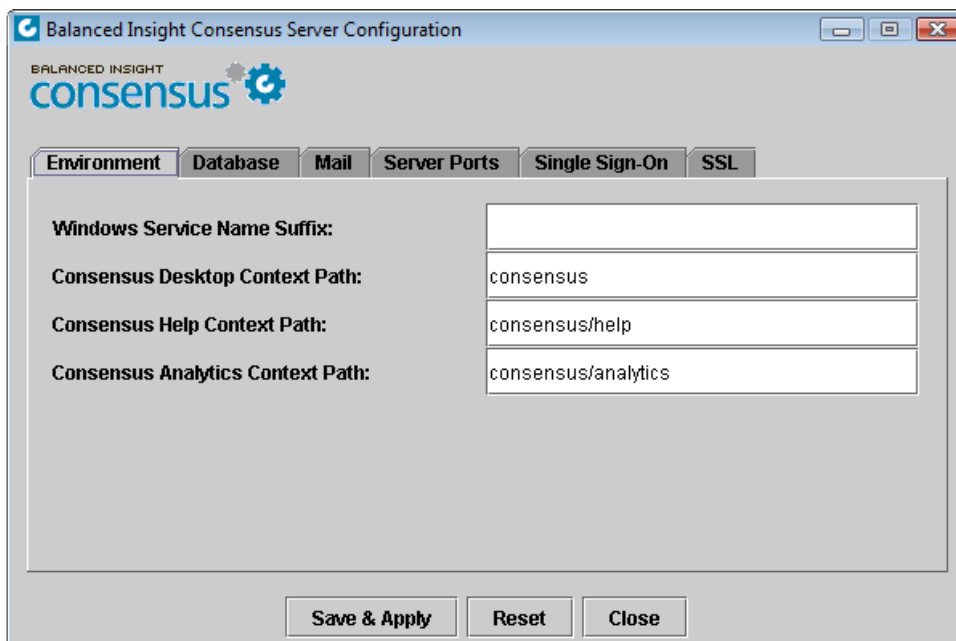 Balanced Insight Consensus Server Configuration
BALANCED INSIGHT
consensus
Environment Database Mail Server Ports Single Sign-On SSL
Windows Service Name Suffix:
Consensus Desktop Context Path: consensus
Consensus Help Context Path: consensus/help
Consensus Analytics Context Path: consensus/analytics
Save & Apply Reset Close